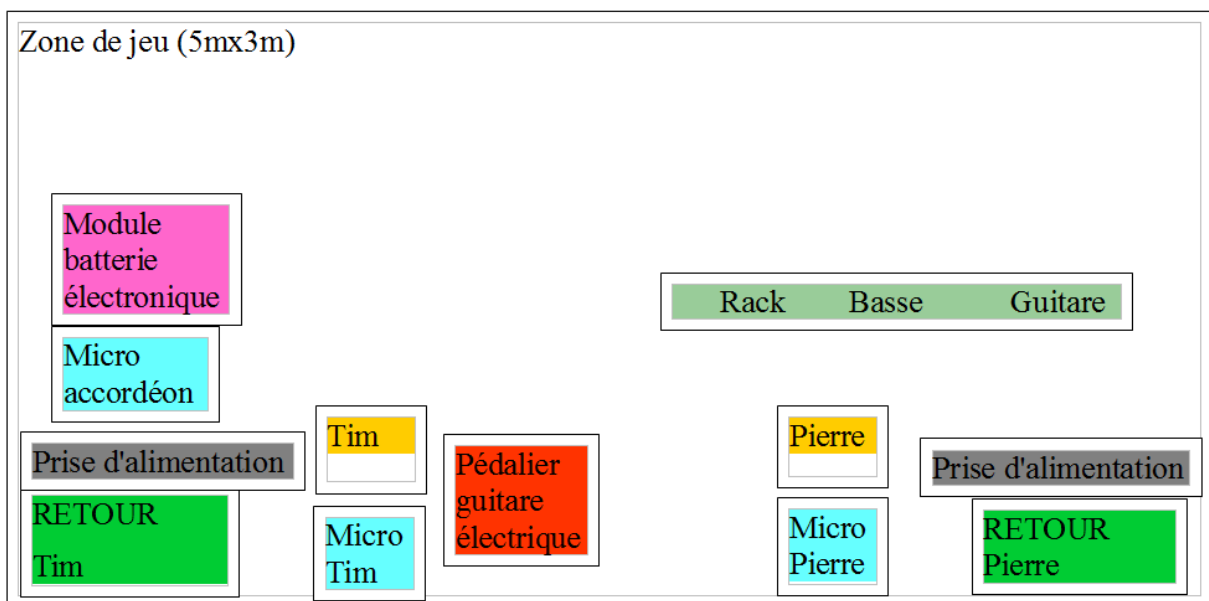 Zone de jeu (5mx3m)
Module
batterie
électronique
Rack Basse Guitare
Micro
accordéon
Tim
Pierre
Prise d'alimentation
Pédalier
guitare
électrique
Prise d'alimentation
RETOUR
Tim
Micro
Tim
Micro
Pierre
RETOUR
Pierre